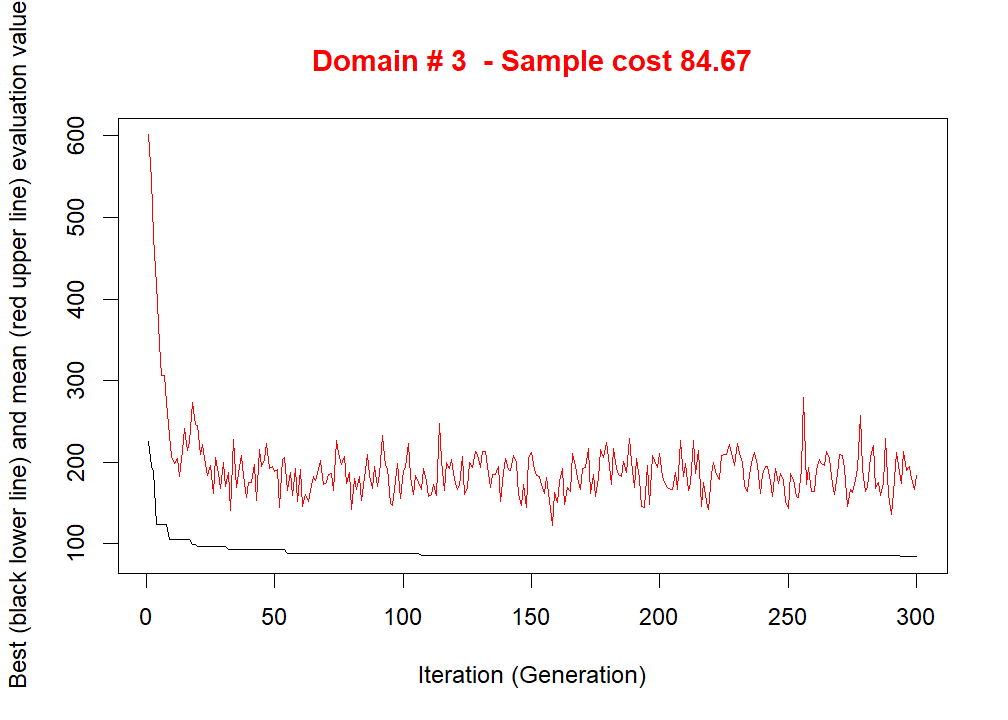 Domain # 3  - Sample cost 84.67
Best (black lower line) and mean (red upper line) evaluation value
600
500
400
300
200
100
0 50 100 150 200 250 300
Iteration (Generation)